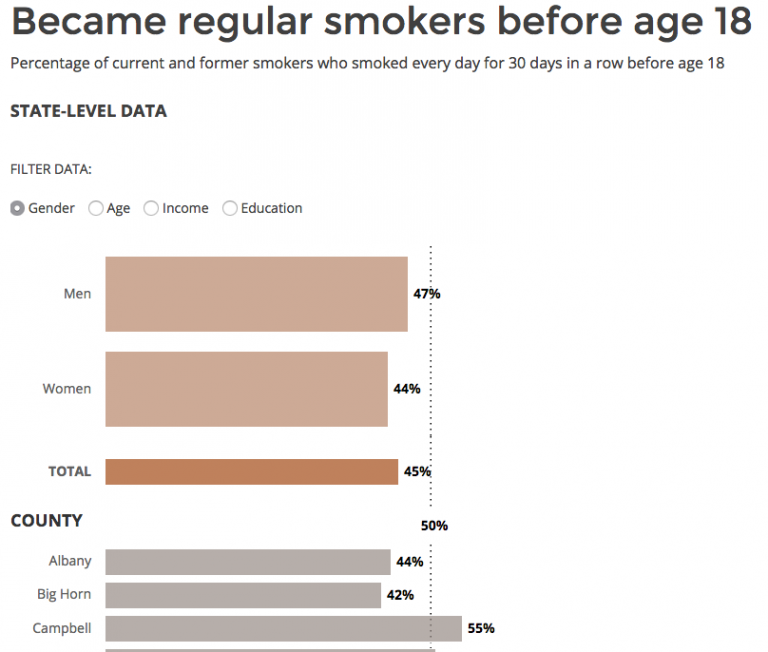 Became regular smokers before age 18
Percentage of current and former smokers who smoked every day for 30 days in a row before age 18
STATE-LEVEL DATA
FILTER DATA:
Gender Age Income Education
Men 47%
Women 44%
TOTAL 45%
COUNTY
50%
Albany 44%
Big Horn 42%
Campbell 55%